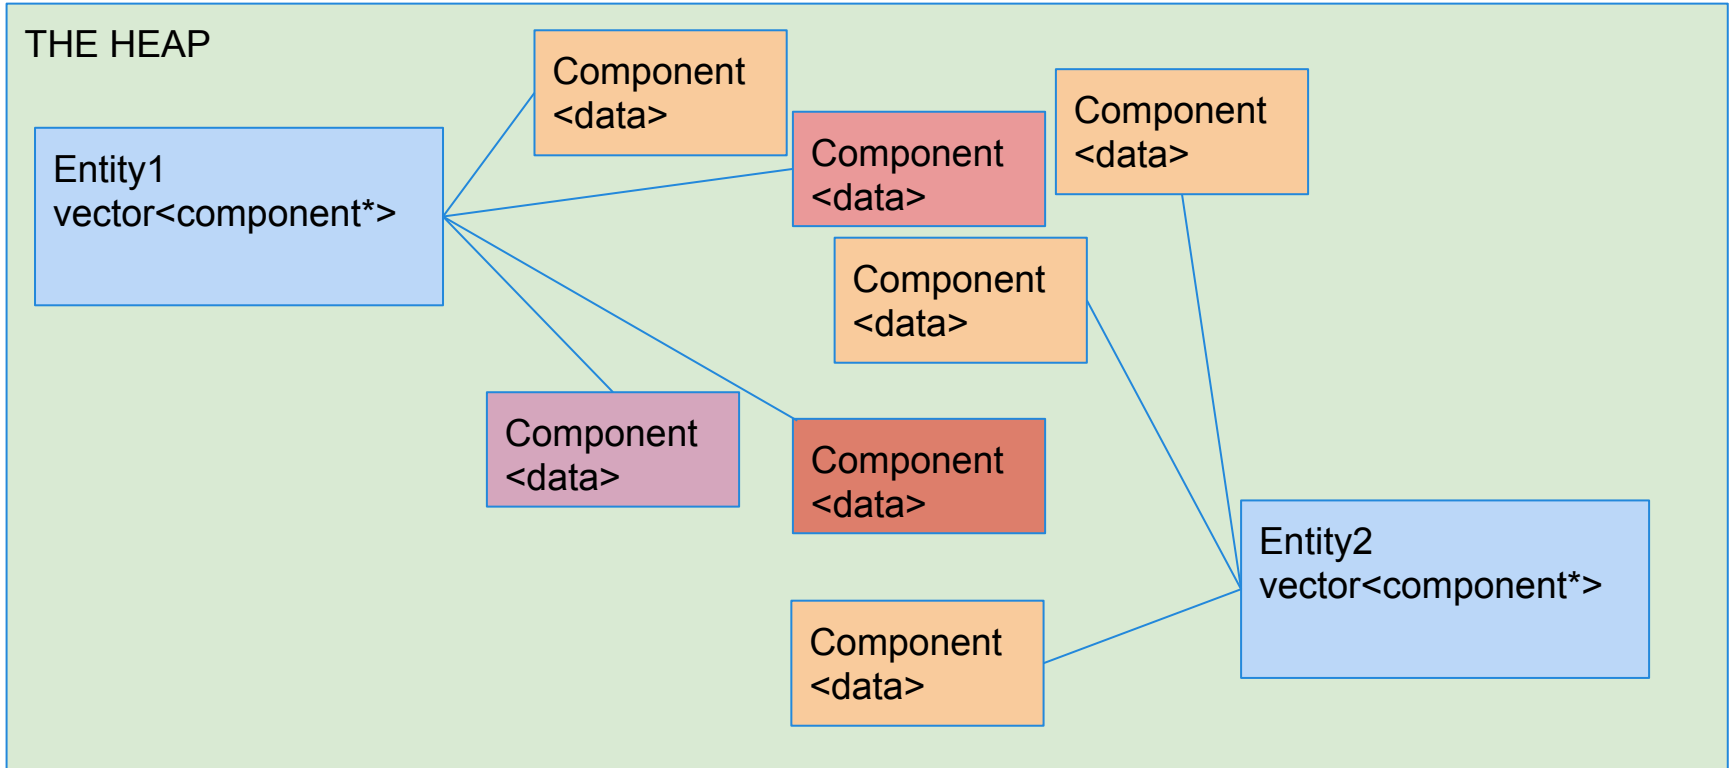 THE HEAP
Component
<data>
Component
<data>
Component
<data>
Entity1
vector<component*>
Component
<data>
Component
<data>
Component
<data>
Entity2
vector<component*>
Component
<data>